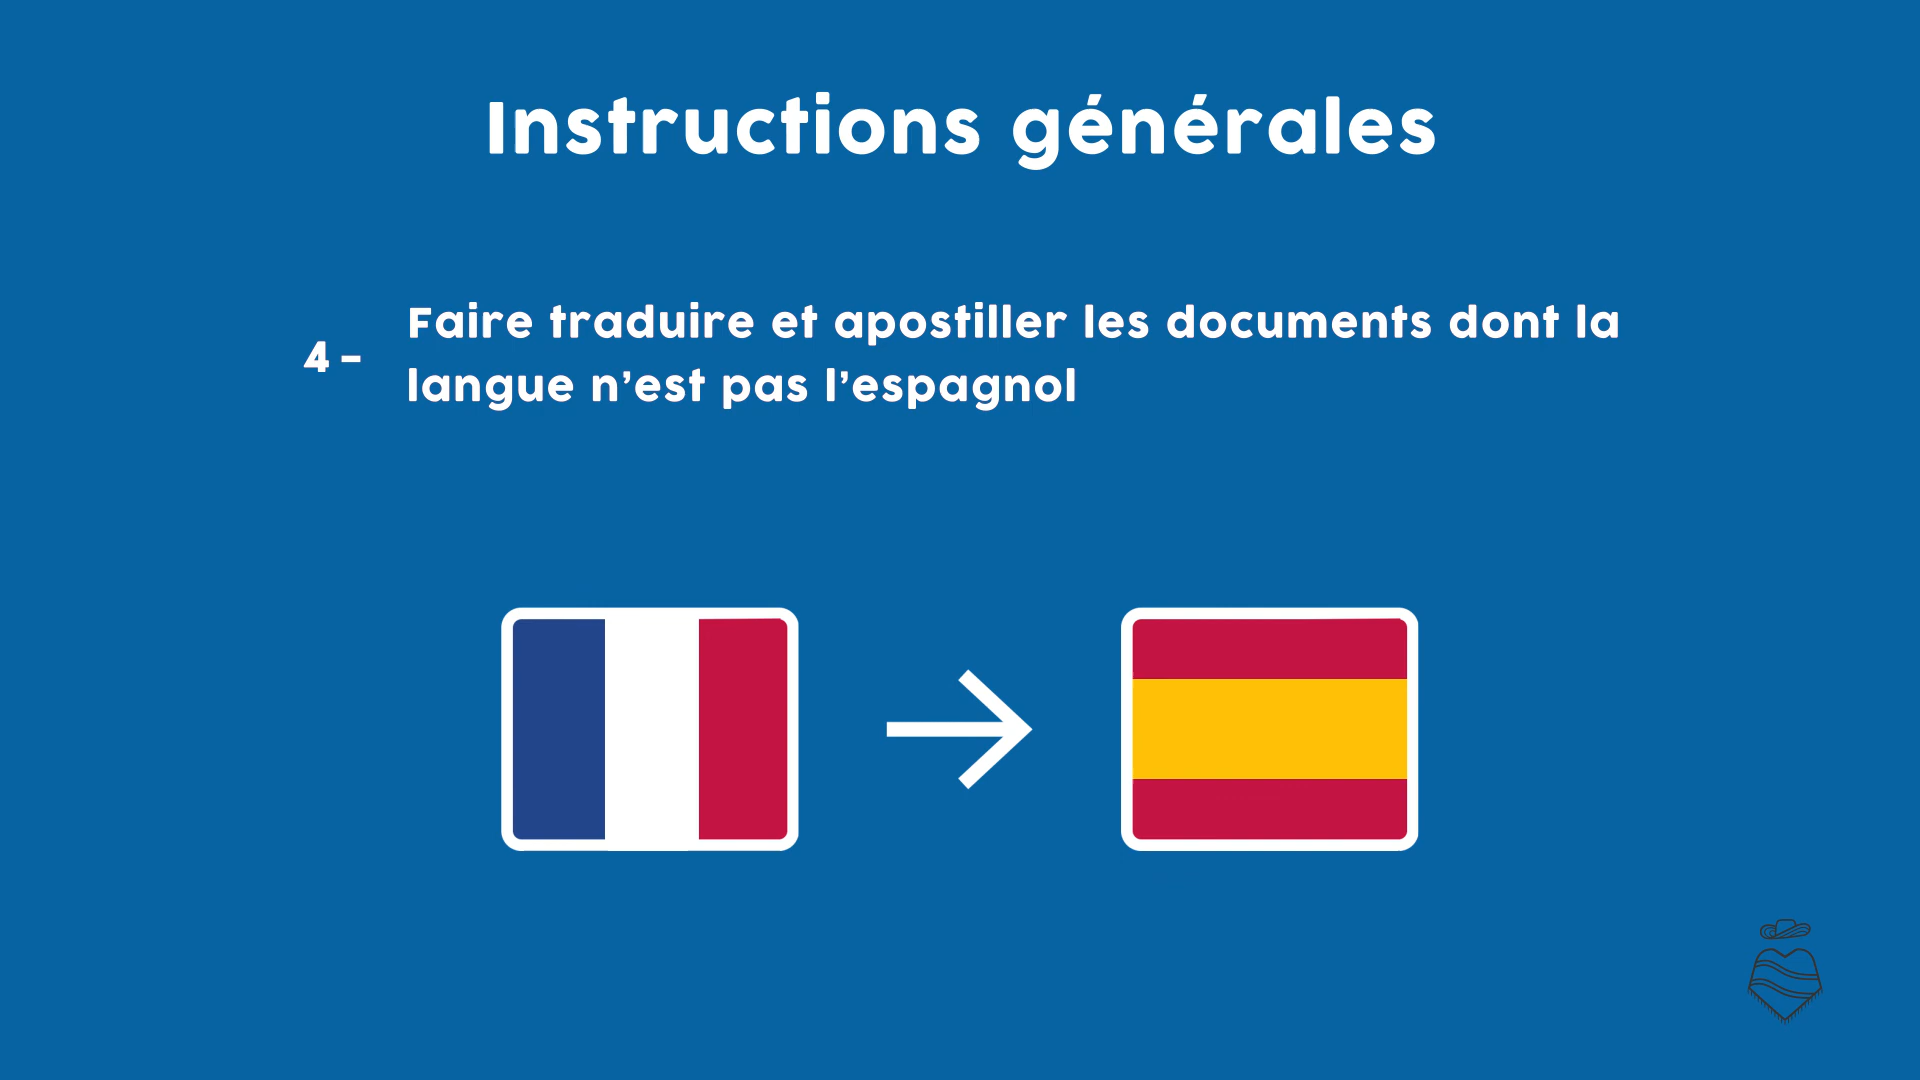 Instructions générales
4 - Faire traduire et apostiller les documents dont la
langue n’est pas l’espagnol